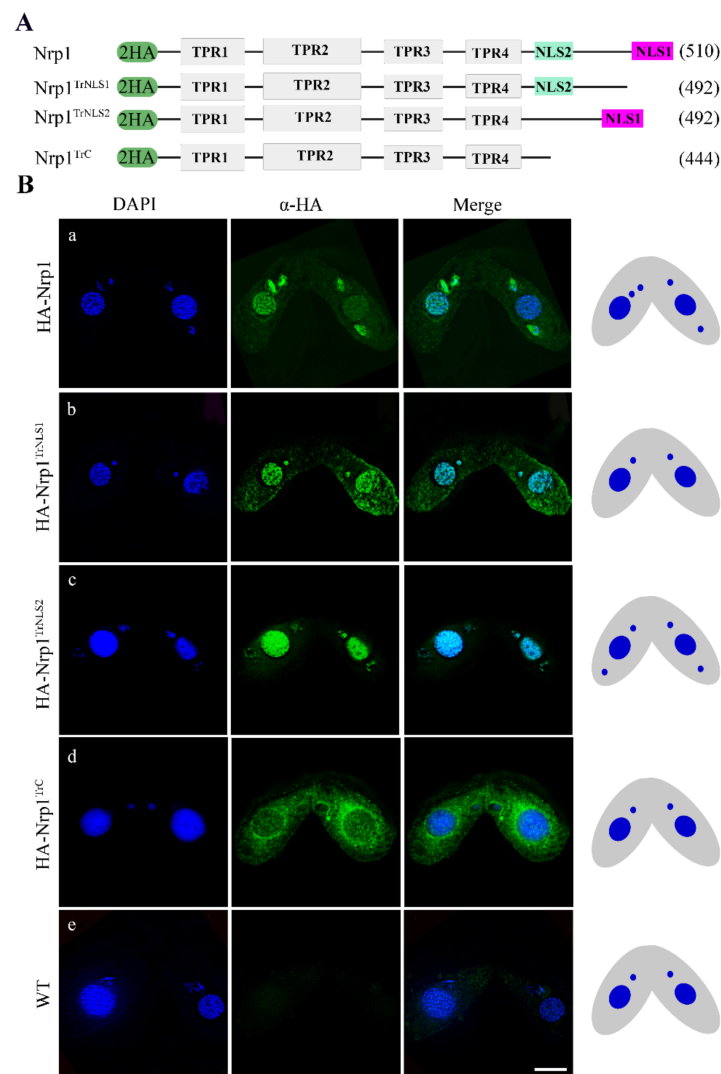 A
Nrp1 2HA TPR1 TPR2 TPR3 TPR4 NLS2 NLS1 (510)
Nrp1TrNLS1 2HA TPR1 TPR2 TPR3 TPR4 NLS2 (492)
Nrp1TrNLS2 2HA TPR1 TPR2 TPR3 TPR4 NLS1 (492)
Nrp1TrC 2HA TPR1 TPR2 TPR3 TPR4 (444)
B
DAPI α-HA Merge
a
HA-Nrp1
b
HA-Nrp1TrNLS1
c
HA-Nrp1TrNLS2
d
HA-Nrp1TrC
e
WT